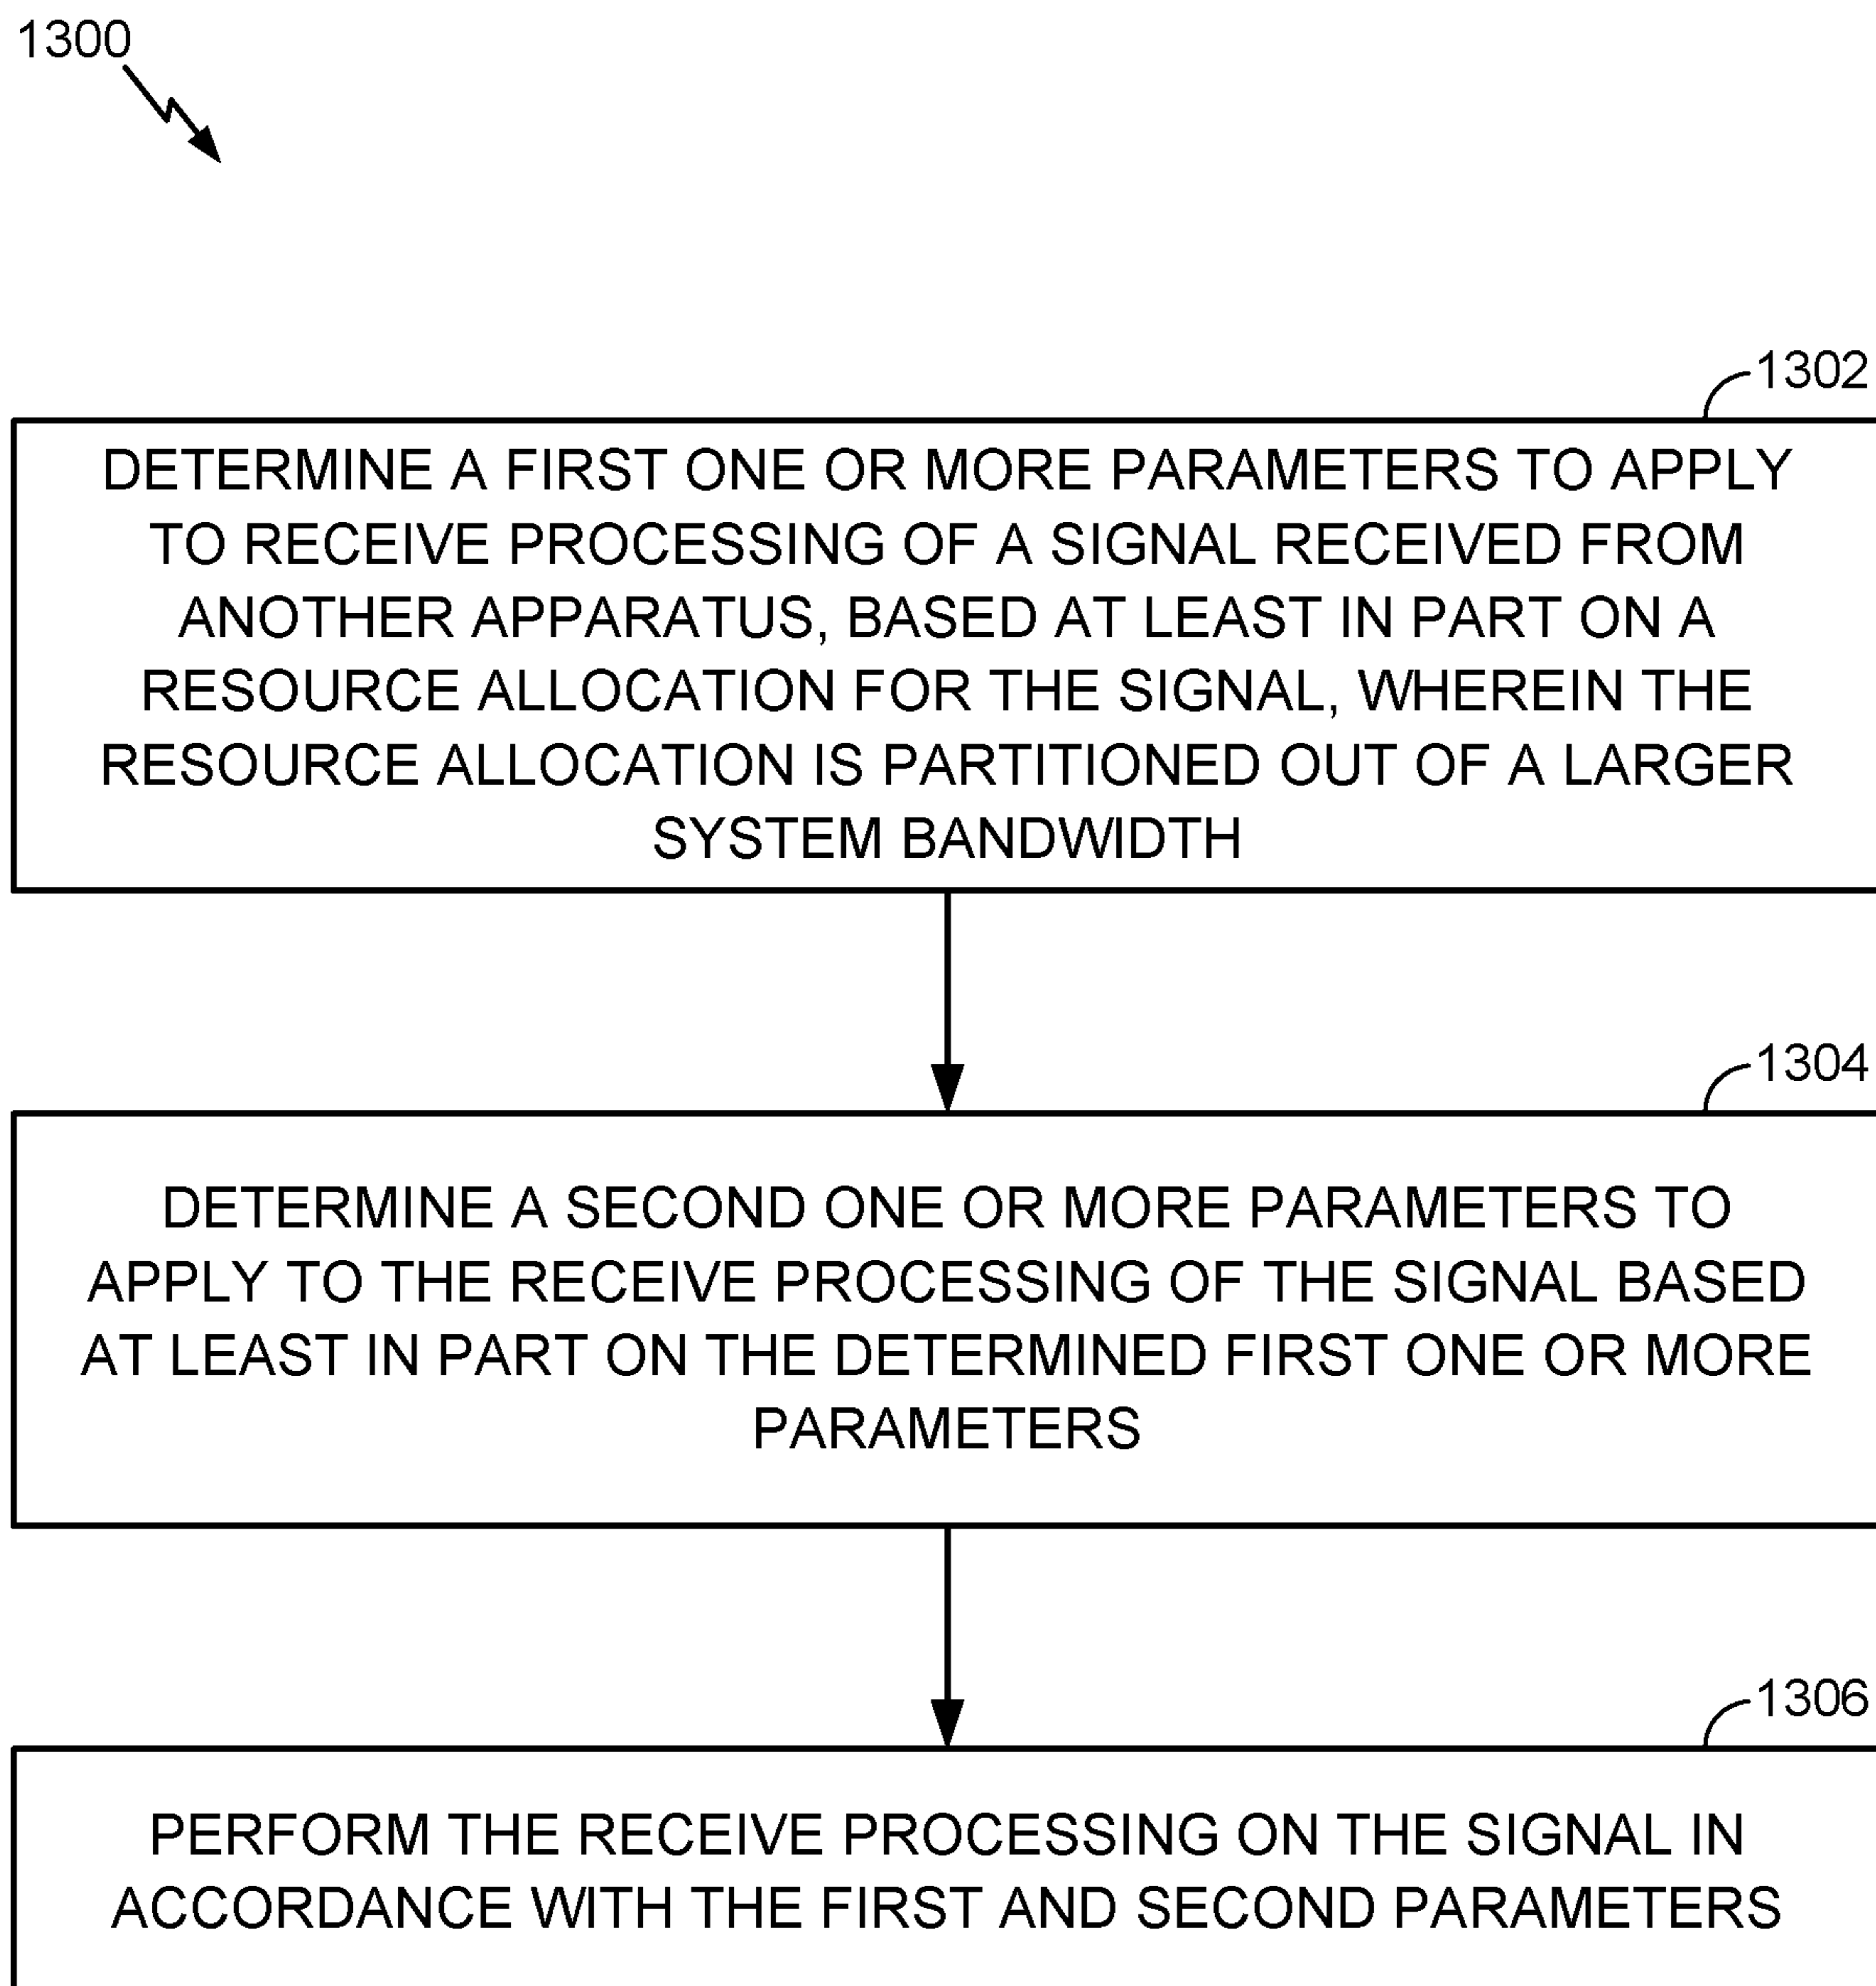 1300
1302
DETERMINE A FIRST ONE OR MORE PARAMETERS TO APPLY
TO RECEIVE PROCESSING OF A SIGNAL RECEIVED FROM
ANOTHER APPARATUS, BASED AT LEAST IN PART ON A
RESOURCE ALLOCATION FOR THE SIGNAL, WHEREIN THE
RESOURCE ALLOCATION IS PARTITIONED OUT OF A LARGER
SYSTEM BANDWIDTH
1304
DETERMINE A SECOND ONE OR MORE PARAMETERS TO
APPLY TO THE RECEIVE PROCESSING OF THE SIGNAL BASED
AT LEAST IN PART ON THE DETERMINED FIRST ONE OR MORE
PARAMETERS
1306
PERFORM THE RECEIVE PROCESSING ON THE SIGNAL IN
ACCORDANCE WITH THE FIRST AND SECOND PARAMETERS